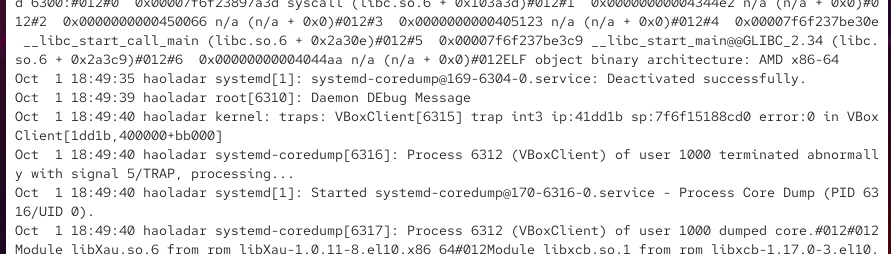 d 6300:#012#0  0x00007f6f23897a3d syscall (libc.so.6 + 0x103a3d)#012#1  0x00000000004344e2 n/a (n/a + 0x0)#0
12#2  0x0000000000450066 n/a (n/a + 0x0)#012#3  0x0000000000405123 n/a (n/a + 0x0)#012#4  0x00007f6f237be30e
 __libc_start_call_main (libc.so.6 + 0x2a30e)#012#5  0x00007f6f237be3c9 __libc_start_main@@GLIBC_2.34 (libc.
so.6 + 0x2a3c9)#012#6  0x00000000004044aa n/a (n/a + 0x0)#012ELF object binary architecture: AMD x86-64
Oct  1 18:49:35 haoladar systemd[1]: systemd-coredump@169-6304-0.service: Deactivated successfully.
Oct  1 18:49:39 haoladar root[6310]: Daemon DEbug Message
Oct  1 18:49:40 haoladar kernel: traps: VBoxClient[6315] trap int3 ip:41dd1b sp:7f6f15188cd0 error:0 in VBox
Client[1dd1b,400000+bb000]
Oct  1 18:49:40 haoladar systemd-coredump[6316]: Process 6312 (VBoxClient) of user 1000 terminated abnormall
y with signal 5/TRAP, processing...
Oct  1 18:49:40 haoladar systemd[1]: Started systemd-coredump@170-6316-0.service - Process Core Dump (PID 63
16/UID 0).
Oct  1 18:49:40 haoladar systemd-coredump[6317]: Process 6312 (VBoxClient) of user 1000 dumped core.#012#012
Module libXau.so.6 from rpm libXau-1.0.11-8.el10.x86_64#012Module libxcb.so.1 from rpm libxcb-1.17.0-3.el10.